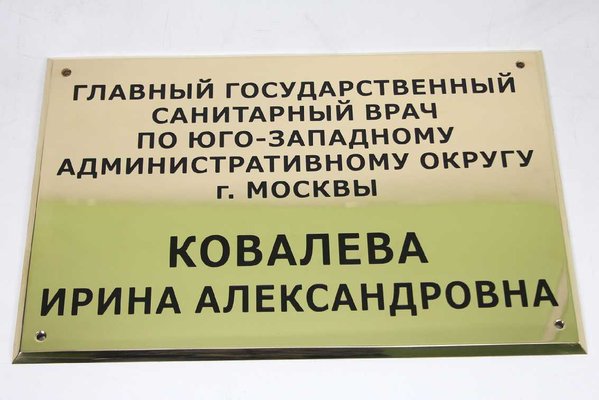 ГЛАВНЫЙ ГОСУДАРСТВЕННЫЙ
САНИТАРНЫЙ ВРАЧ
ПО ЮГО-ЗАПАДНОМУ
АДМИНИСТРАТИВНОМУ ОКРУГУ
г. МОСКВЫ
КОВАЛЕВА
ИРИНА АЛЕКСАНДРОВНА